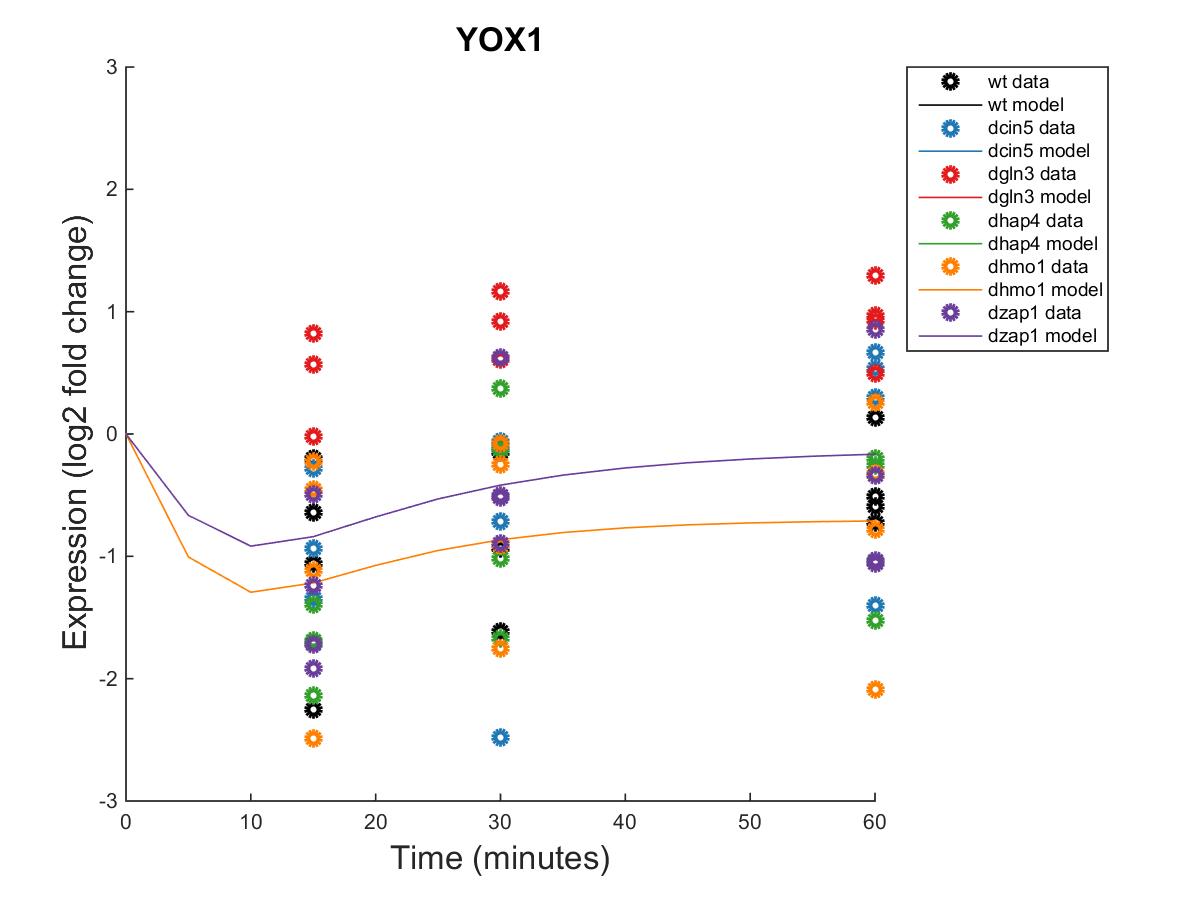 YOX1
3
2
1
0
-1
-2
-3
Expression (log2 fold change)
0 10 20 30 40 50 60
Time (minutes)
wt data
wt model
dcin5 data
dcin5 model
dgln3 data
dgln3 model
dhap4 data
dhap4 model
dhmo1 data
dhmo1 model
dzap1 data
dzap1 model